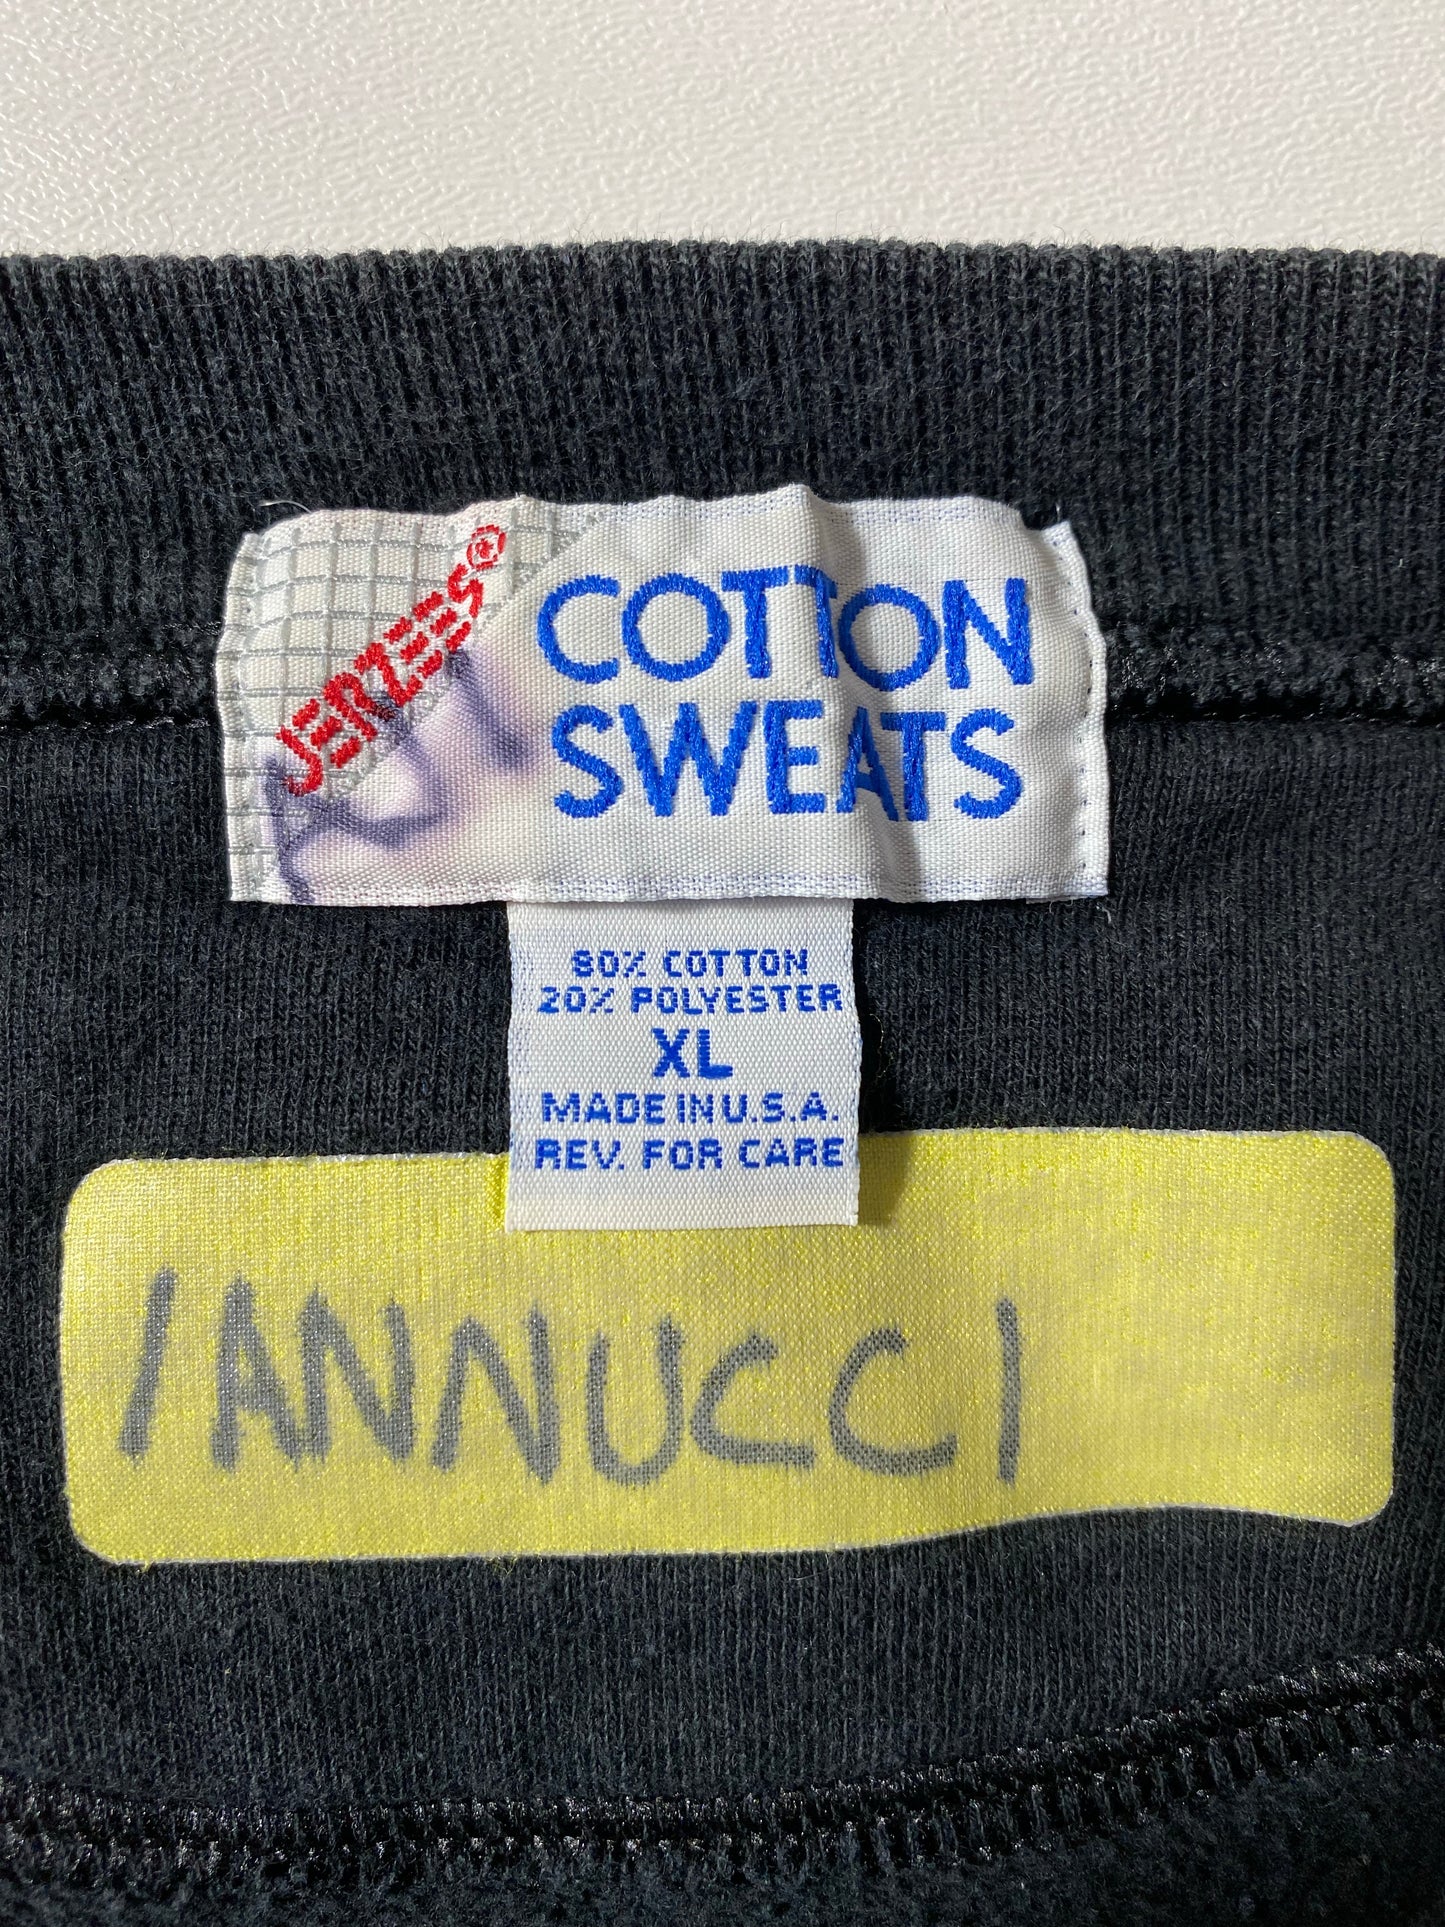 JERZEES®
COTTON
SWEATS
80% COTTON
20% POLYESTER
XL
MADE IN U.S.A.
REV. FOR CARE
IANNUCCI